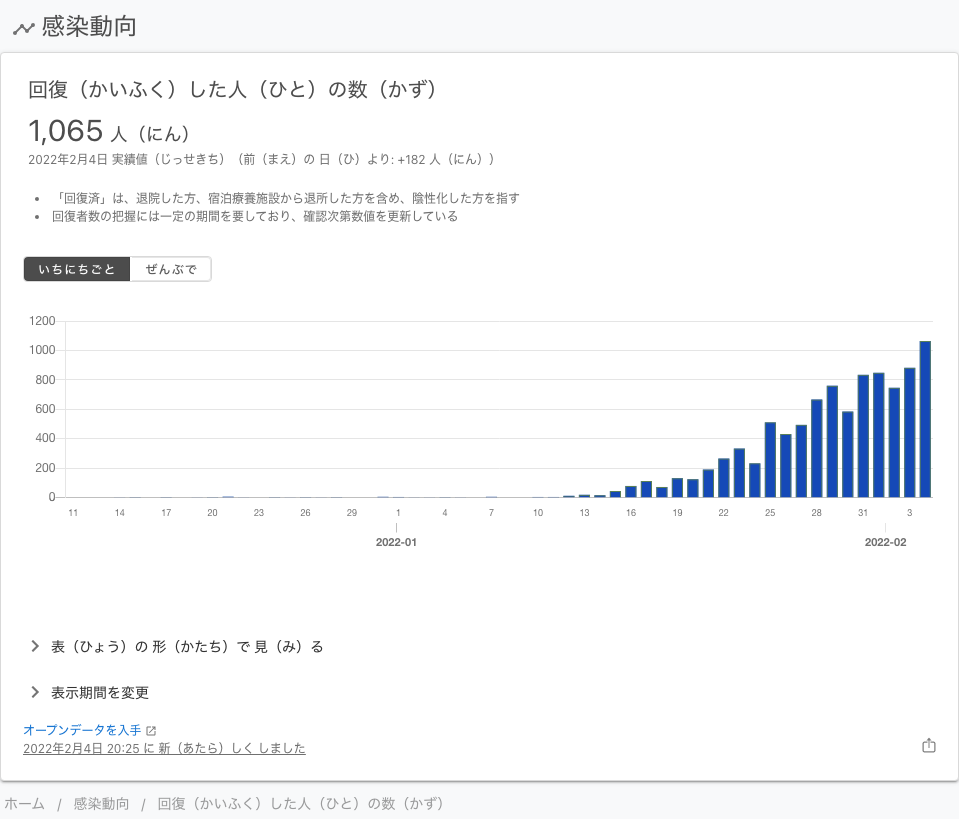 感染動向
回復（かいふく）した人（ひと）の数（かず）
1,065 人（にん）
2022年2月4日 実績値（じっせきち）（前（まえ）の 日（ひ）より: +182 人（にん））
• 「回復済」は、退院した方、宿泊療養施設から退所した方を含め、陰性化した方を指す
• 回復者数の把握には一定の期間を要しており、確認次第数値を更新している
いちにちごと ぜんぶで
1200
1000
800
600
400
200
0
11 14 17 20 23 26 29 1 4 7 10 13 16 19 22 25 28 31 3
2022-01 2022-02
表（ひょう）の 形（かたち）で 見（み）る
表示期間を変更
オープンデータを入手
2022年2月4日 20:25 に 新（あたら）しく しました
ホーム / 感染動向 / 回復（かいふく）した人（ひと）の数（かず）